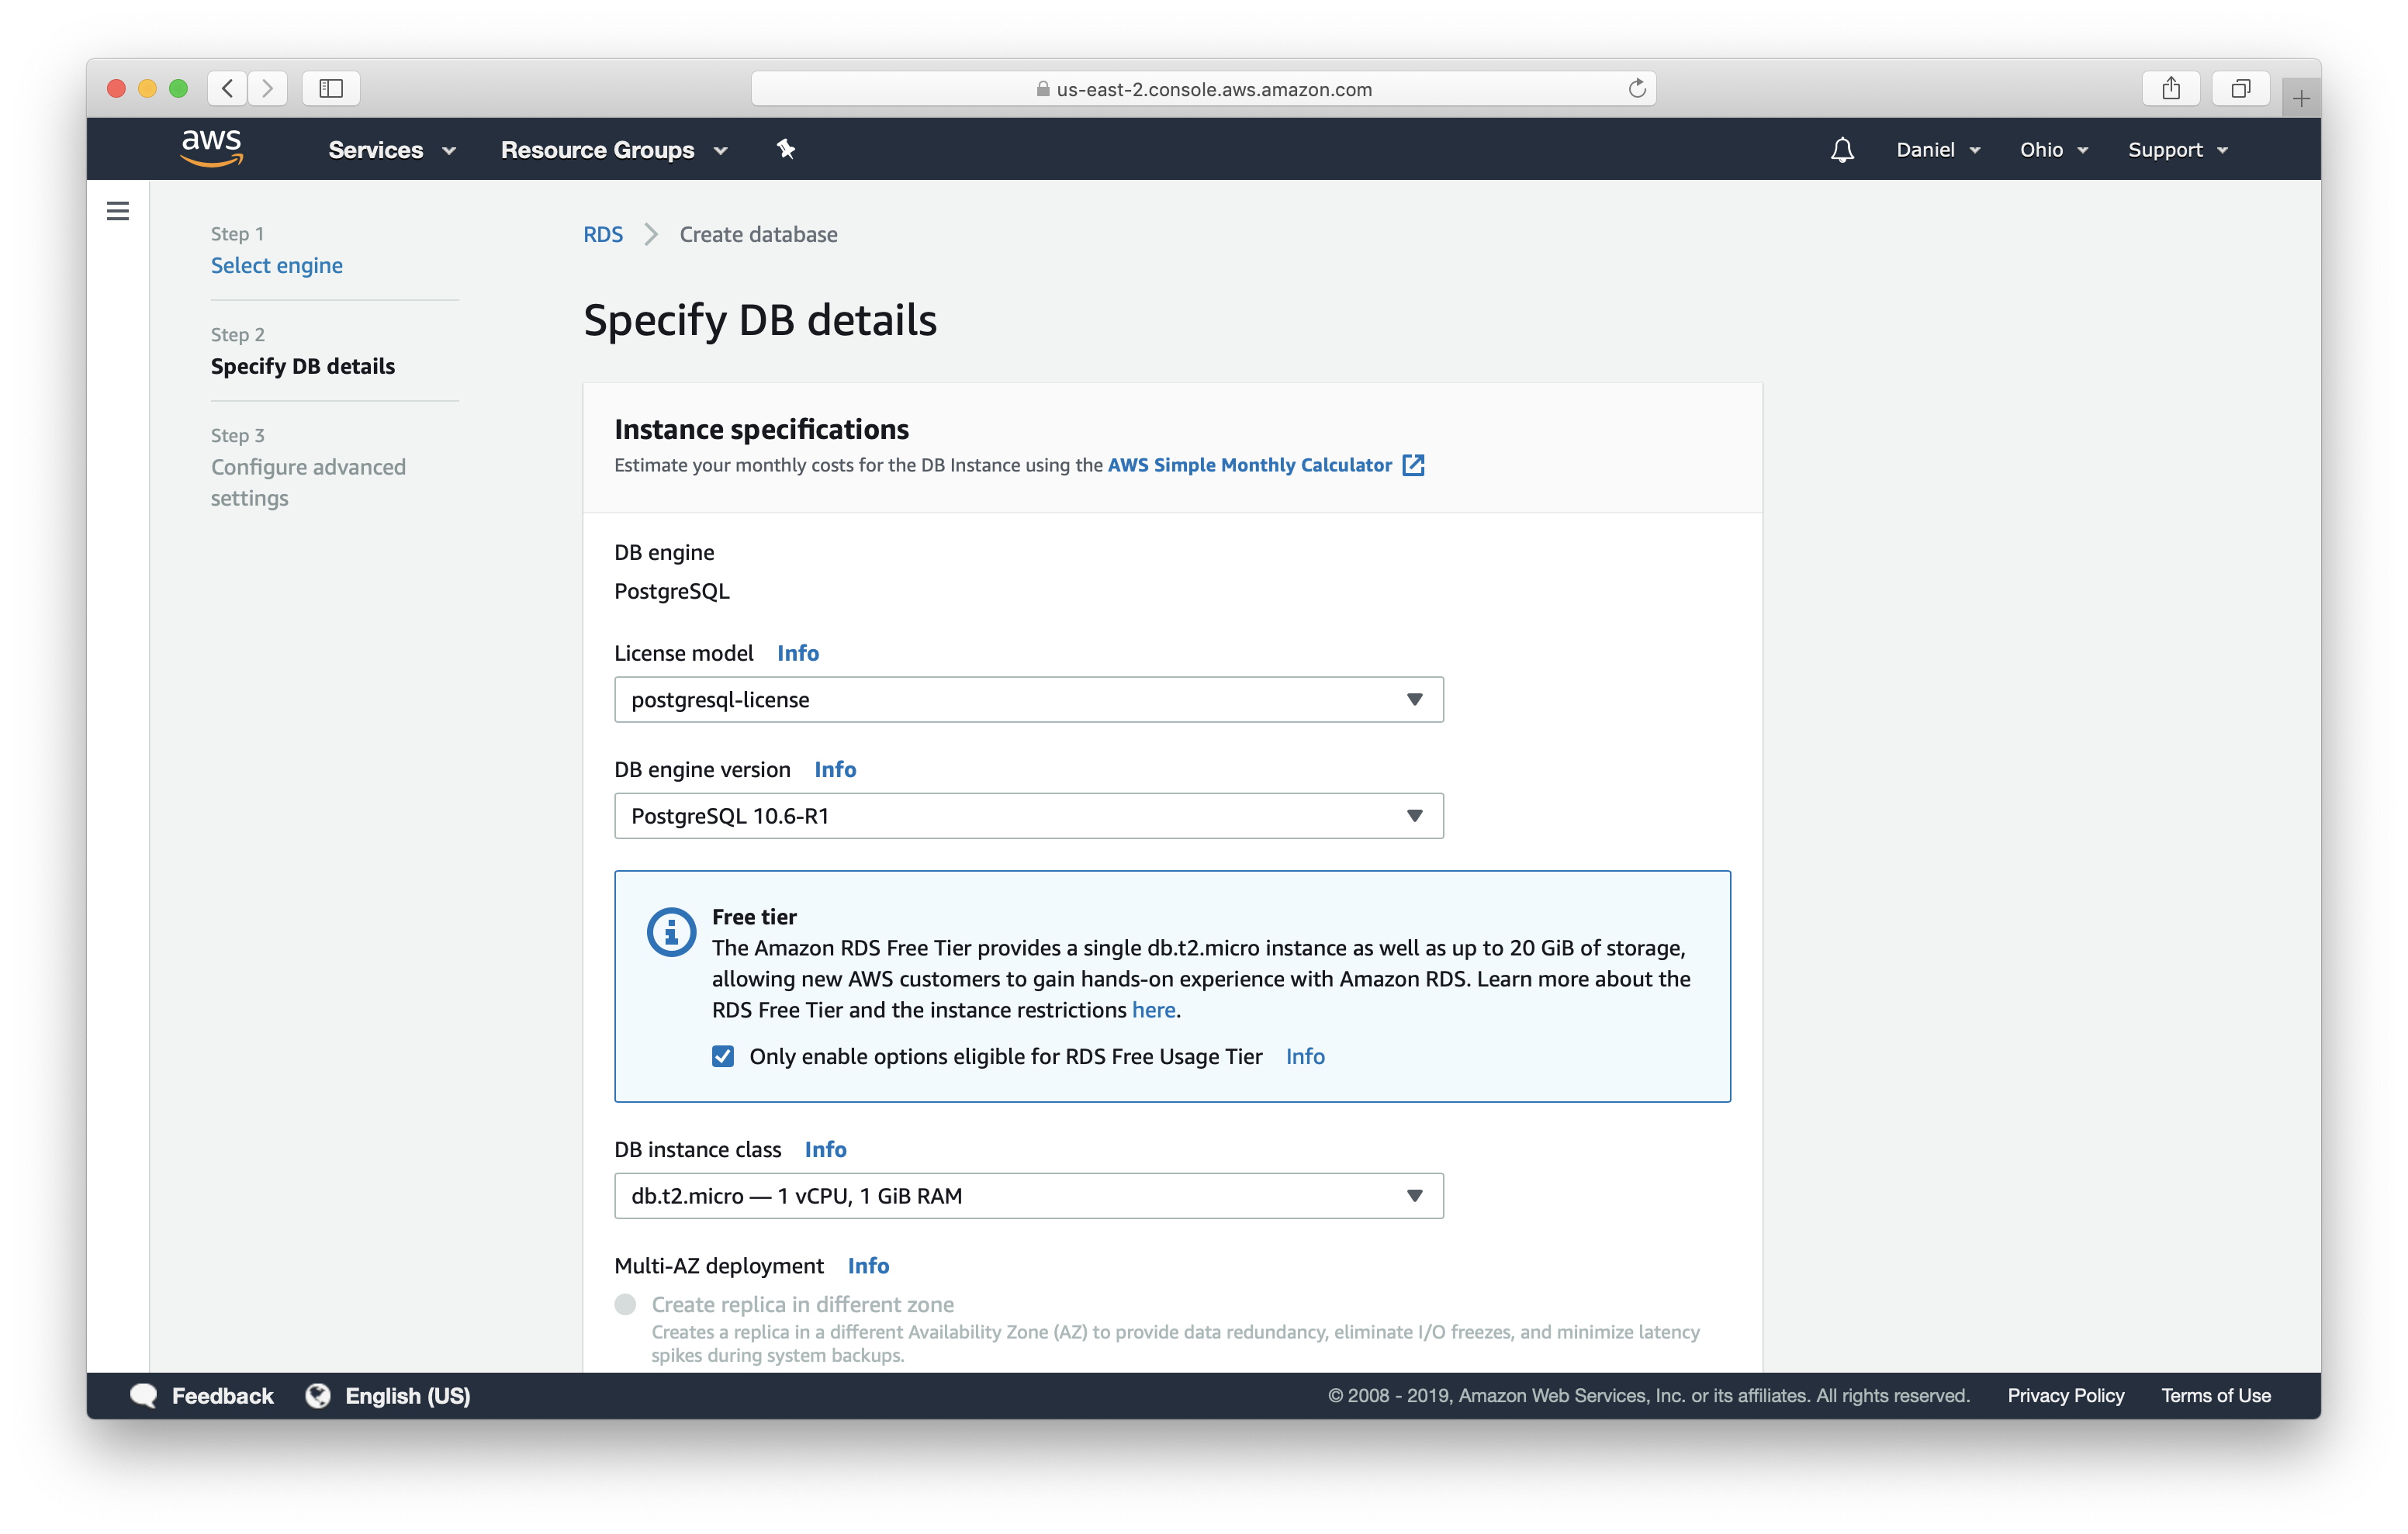 us-east-2.console.aws.amazon.com
aws Services Resource Groups Daniel Ohio Support
Step 1
Select engine
Step 2
Specify DB details
Step 3
Configure advanced
settings
RDS Create database
Specify DB details
Instance specifications
Estimate your monthly costs for the DB Instance using the AWS Simple Monthly Calculator
DB engine
PostgreSQL
License model Info
postgresql-license
DB engine version Info
PostgreSQL 10.6-R1
Free tier
The Amazon RDS Free Tier provides a single db.t2.micro instance as well as up to 20 GiB of storage,
allowing new AWS customers to gain hands-on experience with Amazon RDS. Learn more about the
RDS Free Tier and the instance restrictions here.
Only enable options eligible for RDS Free Usage Tier Info
DB instance class Info
db.t2.micro — 1 vCPU, 1 GiB RAM
Multi-AZ deployment Info
Create replica in different zone
Creates a replica in a different Availability Zone (AZ) to provide data redundancy, eliminate I/O freezes, and minimize latency
spikes during system backups.
Feedback English (US) © 2008 - 2019, Amazon Web Services, Inc. or its affiliates. All rights reserved. Privacy Policy Terms of Use